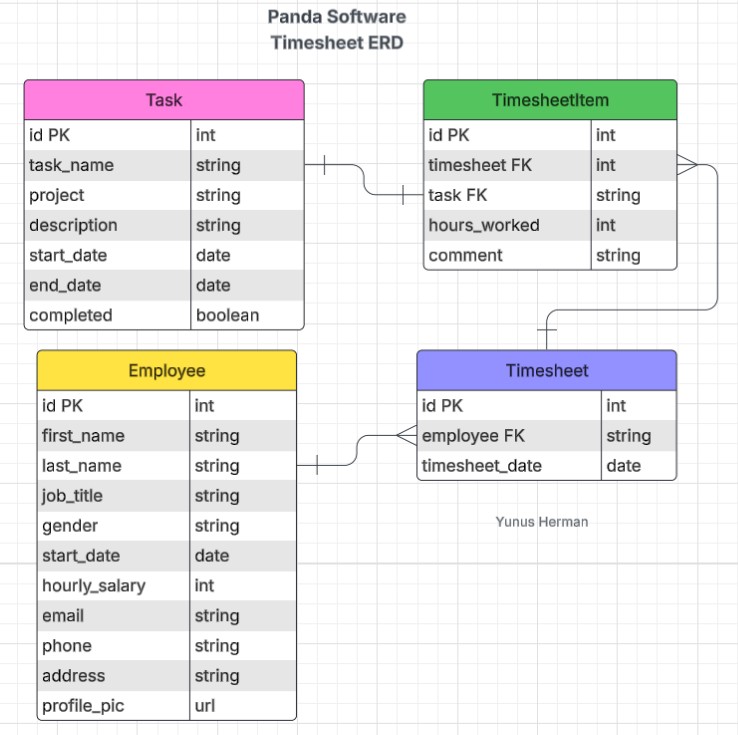 Panda Software
Timesheet ERD
Task
id PK int
task_name string
project string
description string
start_date date
end_date date
completed boolean
TimesheetItem
id PK int
timesheet FK int
task FK string
hours_worked int
comment string
Employee
id PK int
first_name string
last_name string
job_title string
gender string
start_date date
hourly_salary int
email string
phone string
address string
profile_pic url
Timesheet
id PK int
employee FK string
timesheet_date date
Yunus Herman